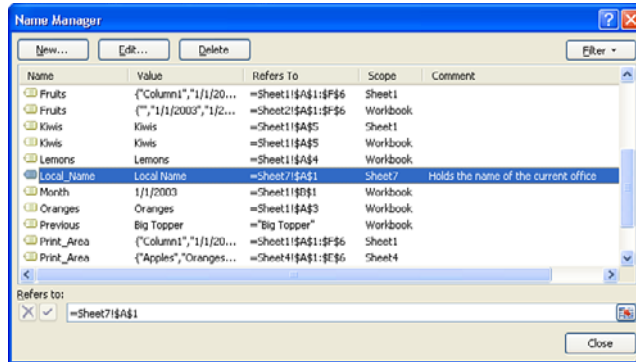 Name Manager
New... Edit... Delete Filter
Name Value Refers To Scope Comment
Fruits {"Column1","1/1/20... =Sheet1!$A$1:$F$6 Sheet1
Fruits {"","1/1/2003","1/2... =Sheet2!$A$1:$F$6 Workbook
Kiwis Kiwis =Sheet1!$A$5 Sheet1
Kiwis Kiwis =Sheet1!$A$5 Workbook
Lemons Lemons =Sheet1!$A$4 Workbook
Local_Name Local Name =Sheet7!$A$1 Sheet7 Holds the name of the current office
Month 1/1/2003 =Sheet1!$B$1 Workbook
Oranges Oranges =Sheet1!$A$3 Workbook
Previous Big Topper ="Big Topper" Workbook
Print_Area {"Column1","1/1/20... =Sheet1!$A$1:$F$6 Sheet1
Print_Area {"Apples","Oranges... =Sheet4!$A$1:$E$6 Sheet4
Refers to:
=Sheet7!$A$1
Close